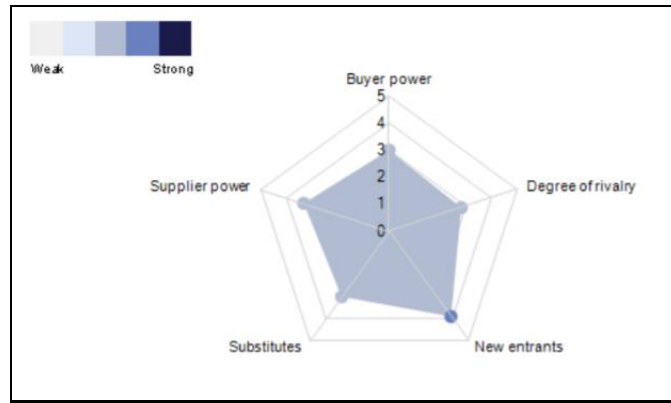 Weak Strong
Buyer power
5
4
3
2
1
0
Supplier power
Degree of rivalry
Substitutes
New entrants